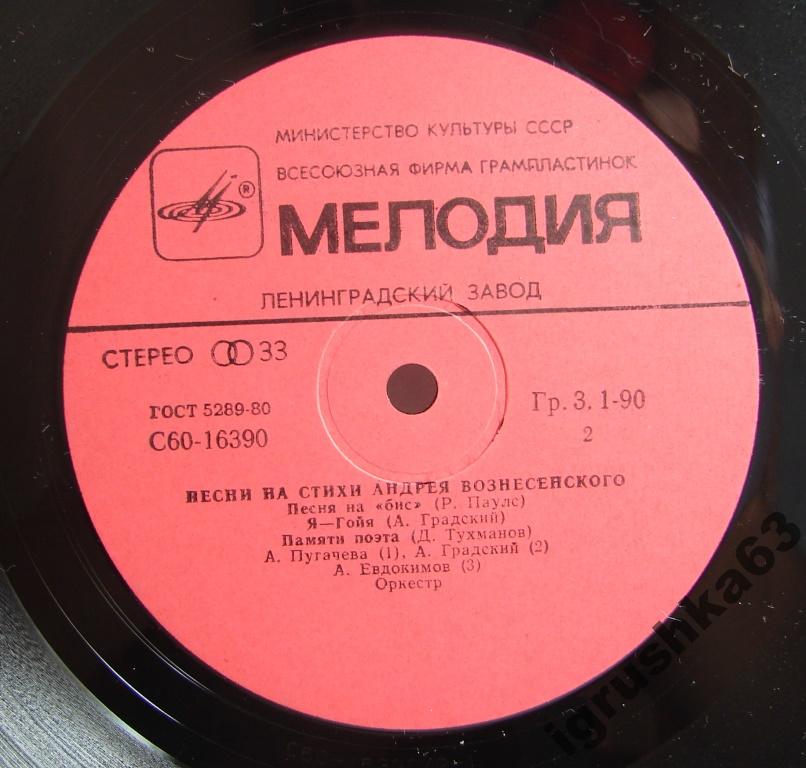 МИНИСТЕРСТВО КУЛЬТУРЫ СССР
ВСЕСОЮЗНАЯ ФИРМА ГРАМПЛАСТИНОК
®
МЕЛОДИЯ
ЛЕНИНГРАДСКИЙ ЗАВОД
СТЕРЕО 33
ГОСТ 5289-80
Гр. 3. 1-90
С60-16390
2
ПЕСНИ НА СТИХИ АНДРЕЯ ВОЗНЕСЕНСКОГО
Песня на «бис» (Р. Паулс)
Я—Гойя (А. Градский)
Памяти поэта (Д. Тухманов)
А. Пугачева (1), А. Градский (2)
А. Евдокимов (3)
Оркестр
igrushka63